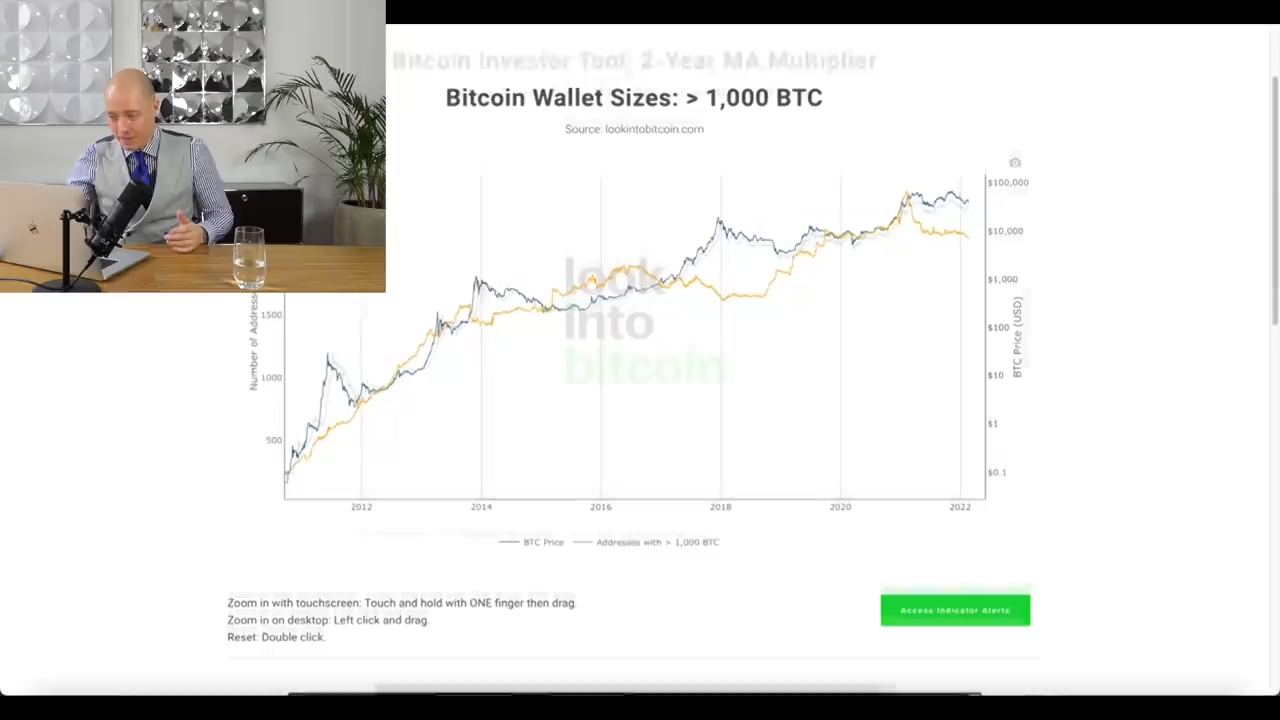 Bitcoin Investor Tool: 2-Year MA Multiplier
Bitcoin Wallet Sizes: > 1,000 BTC
Source: lookintobitcoin.com
look
into
bitcoin
Number of Addresse
1500
1000
500
$100,000
$10,000
$1,000
$100
$10
$1
$0.1
BTC Price (USD)
2012
2014
2016
2018
2020
2022
BTC Price
Addresses with > 1,000 BTC
Zoom in with touchscreen: Touch and hold with ONE finger then drag.
Zoom in on desktop: Left click and drag.
Reset: Double click.
Access Indicator Alerts